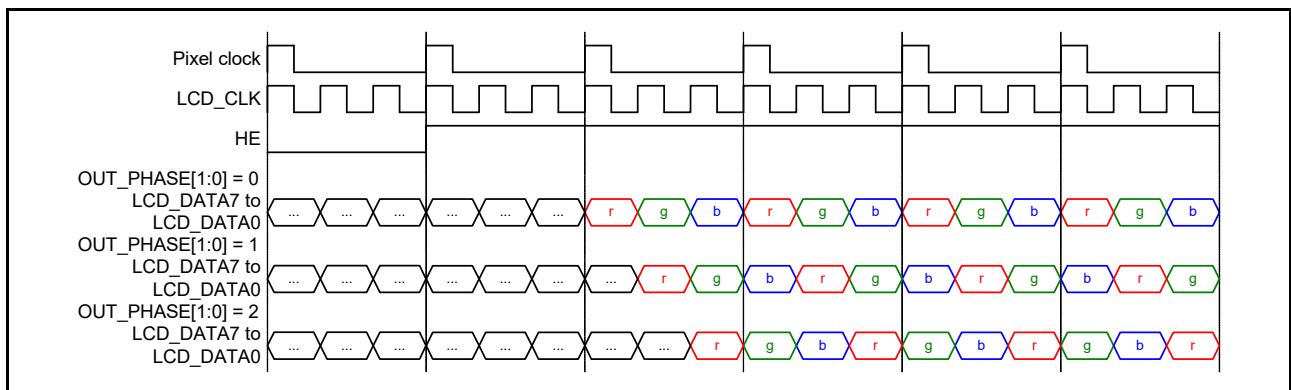 Pixel clock
LCD_CLK
HE
OUT_PHASE[1:0] = 0
LCD_DATA7 to
LCD_DATA0
... ... ... ... ... ... r g b r g b r g b r g b
OUT_PHASE[1:0] = 1
LCD_DATA7 to
LCD_DATA0
... ... ... ... ... ... ... r g b r g b r g b r g
OUT_PHASE[1:0] = 2
LCD_DATA7 to
LCD_DATA0
... ... ... ... ... ... ... ... r g b r g b r g b r